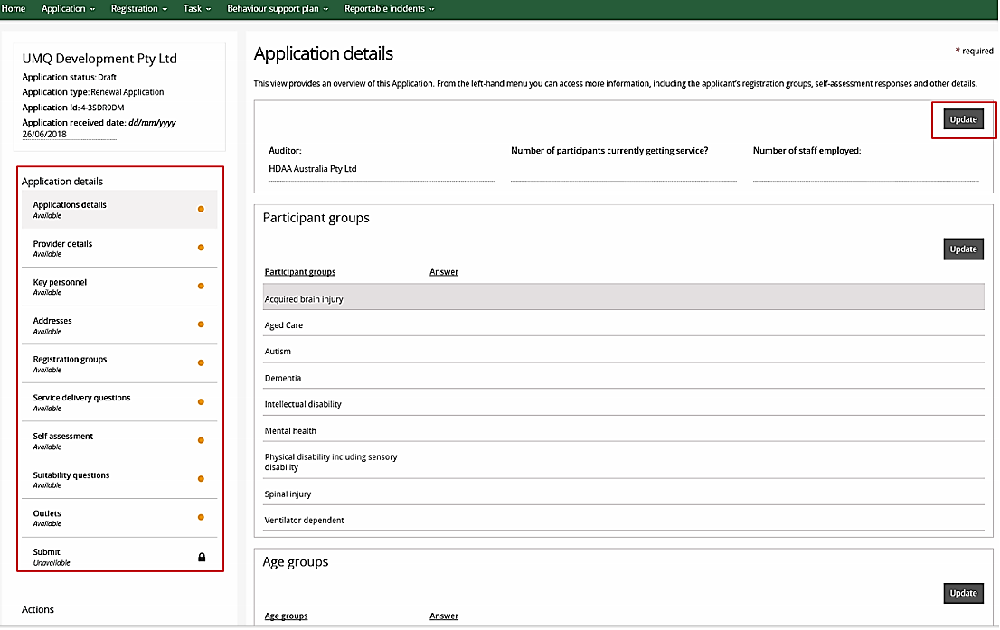 Home Application Registration Task Behaviour support plan Reportable incidents
UMQ Development Pty Ltd
Application status: Draft
Application type: Renewal Application
Application Id: 4-3SDR9DM
Application received date: dd/mm/yyyy
26/06/2018
Application details
Applications details
Available
Provider details
Available
Key personnel
Available
Addresses
Available
Registration groups
Available
Service delivery questions
Available
Self assessment
Available
Suitability questions
Available
Outlets
Available
Submit
Unavailable
Actions
Application details
* required
This view provides an overview of this Application. From the left-hand menu you can access more information, including the applicant's registration groups, self-assessment responses and other details.
Update
Auditor: Number of participants currently getting service? Number of staff employed:
HDAA Australia Pty Ltd
Participant groups
Update
Participant groups Answer
Acquired brain injury
Aged Care
Autism
Dementia
Intellectual disability
Mental health
Physical disability including sensory
disability
Spinal injury
Ventilator dependent
Age groups
Update
Age groups Answer